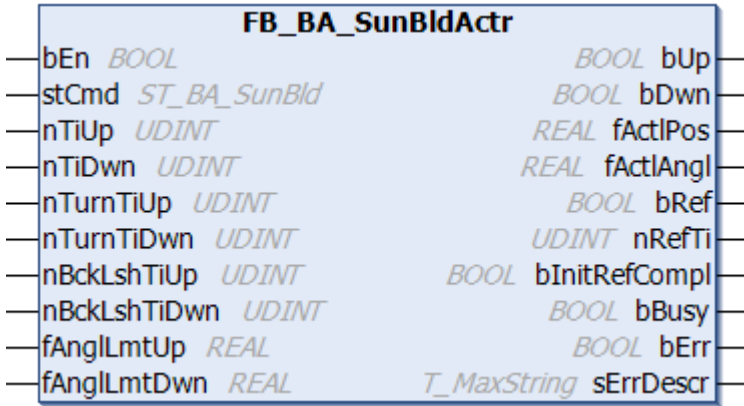 FB_BA_SunBldActr
bEn BOOL BOOL bUp
stCmd ST_BA_SunBld BOOL bDwn
nTiUp UDINT REAL fActlPos
nTiDwn UDINT REAL fActlAngl
nTurnTiUp UDINT BOOL bRef
nTurnTiDwn UDINT UDINT nRefTi
nBckLshTiUp UDINT BOOL bInitRefCompl
nBckLshTiDwn UDINT BOOL bBusy
fAnglLmtUp REAL BOOL bErr
fAnglLmtDwn REAL T_MaxString sErrDescr